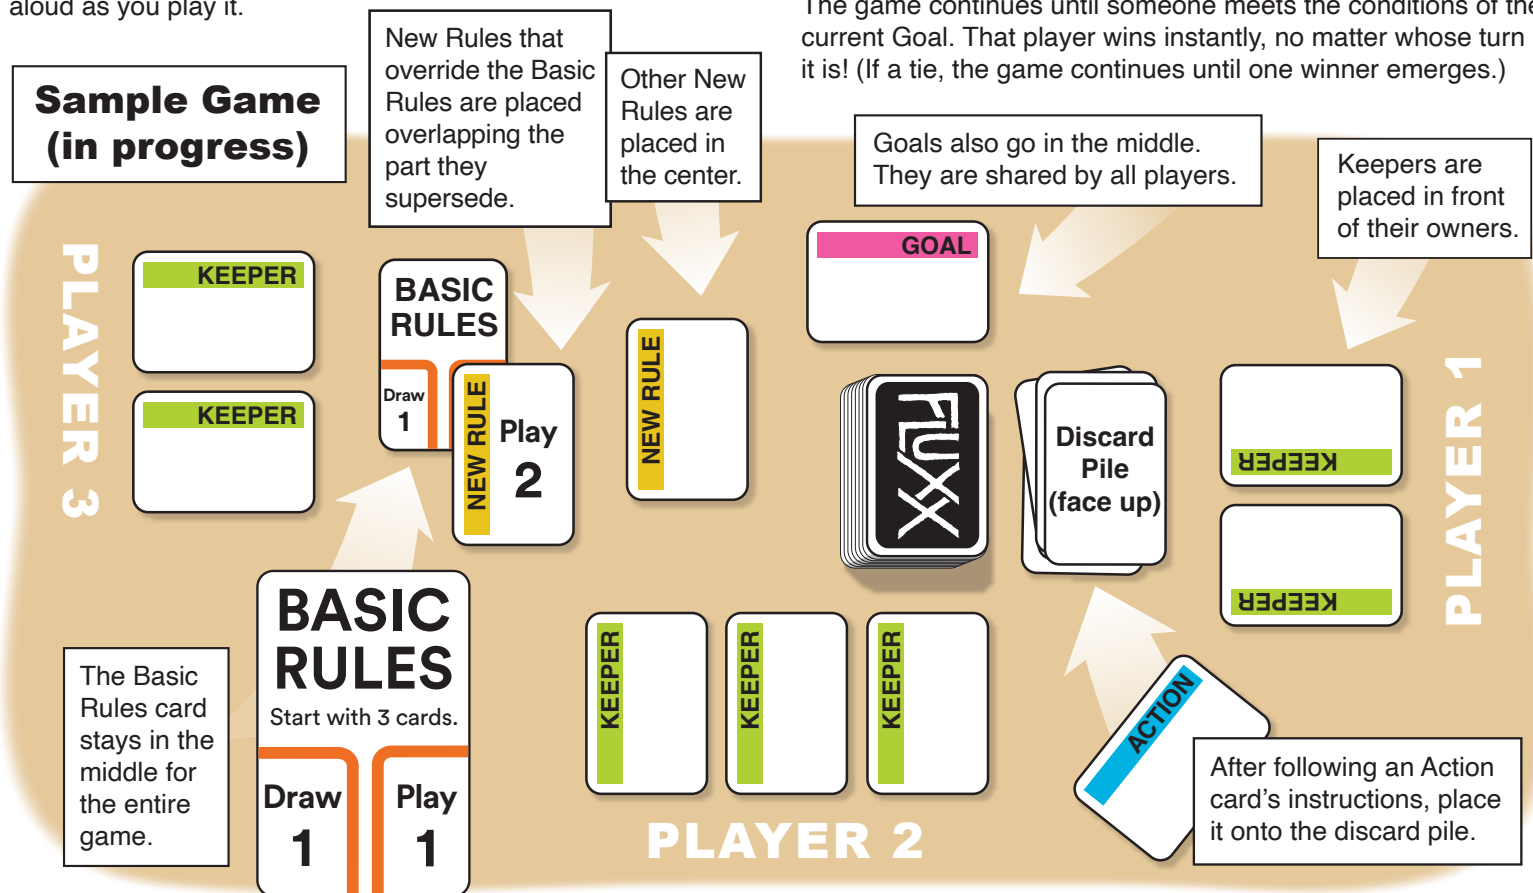 aloud as you play it.
The game continues until someone meets the conditions of the
current Goal. That player wins instantly, no matter whose turn
it is! (If a tie, the game continues until one winner emerges.)
Sample Game
(in progress)
New Rules that
override the Basic
Rules are placed
overlapping the
part they
supersede.
Other New
Rules are
placed in
the center.
Goals also go in the middle.
They are shared by all players.
Keepers are
placed in front
of their owners.
PLAYER 3
KEEPER
KEEPER
BASIC
RULES
Draw
1
NEW RULE
Play
2
NEW RULE
GOAL
FLUXX
Discard
Pile
(face up)
KEEPER
KEEPER
PLAYER 1
The Basic
Rules card
stays in the
middle for
the entire
game.
BASIC
RULES
Start with 3 cards.
Draw
1
Play
1
KEEPER
KEEPER
KEEPER
PLAYER 2
ACTION
After following an Action
card’s instructions, place
it onto the discard pile.